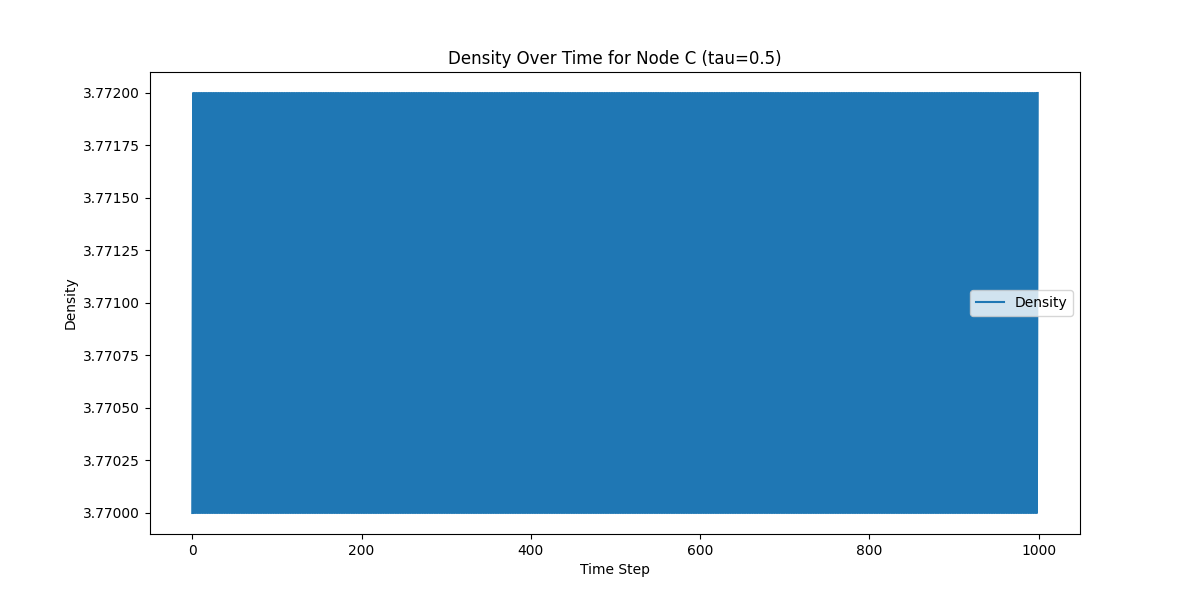 Density Over Time for Node C (tau=0.5)
Density
3.77200
3.77175
3.77150
3.77125
3.77100
3.77075
3.77050
3.77025
3.77000
Density
0 200 400 600 800 1000
Time Step